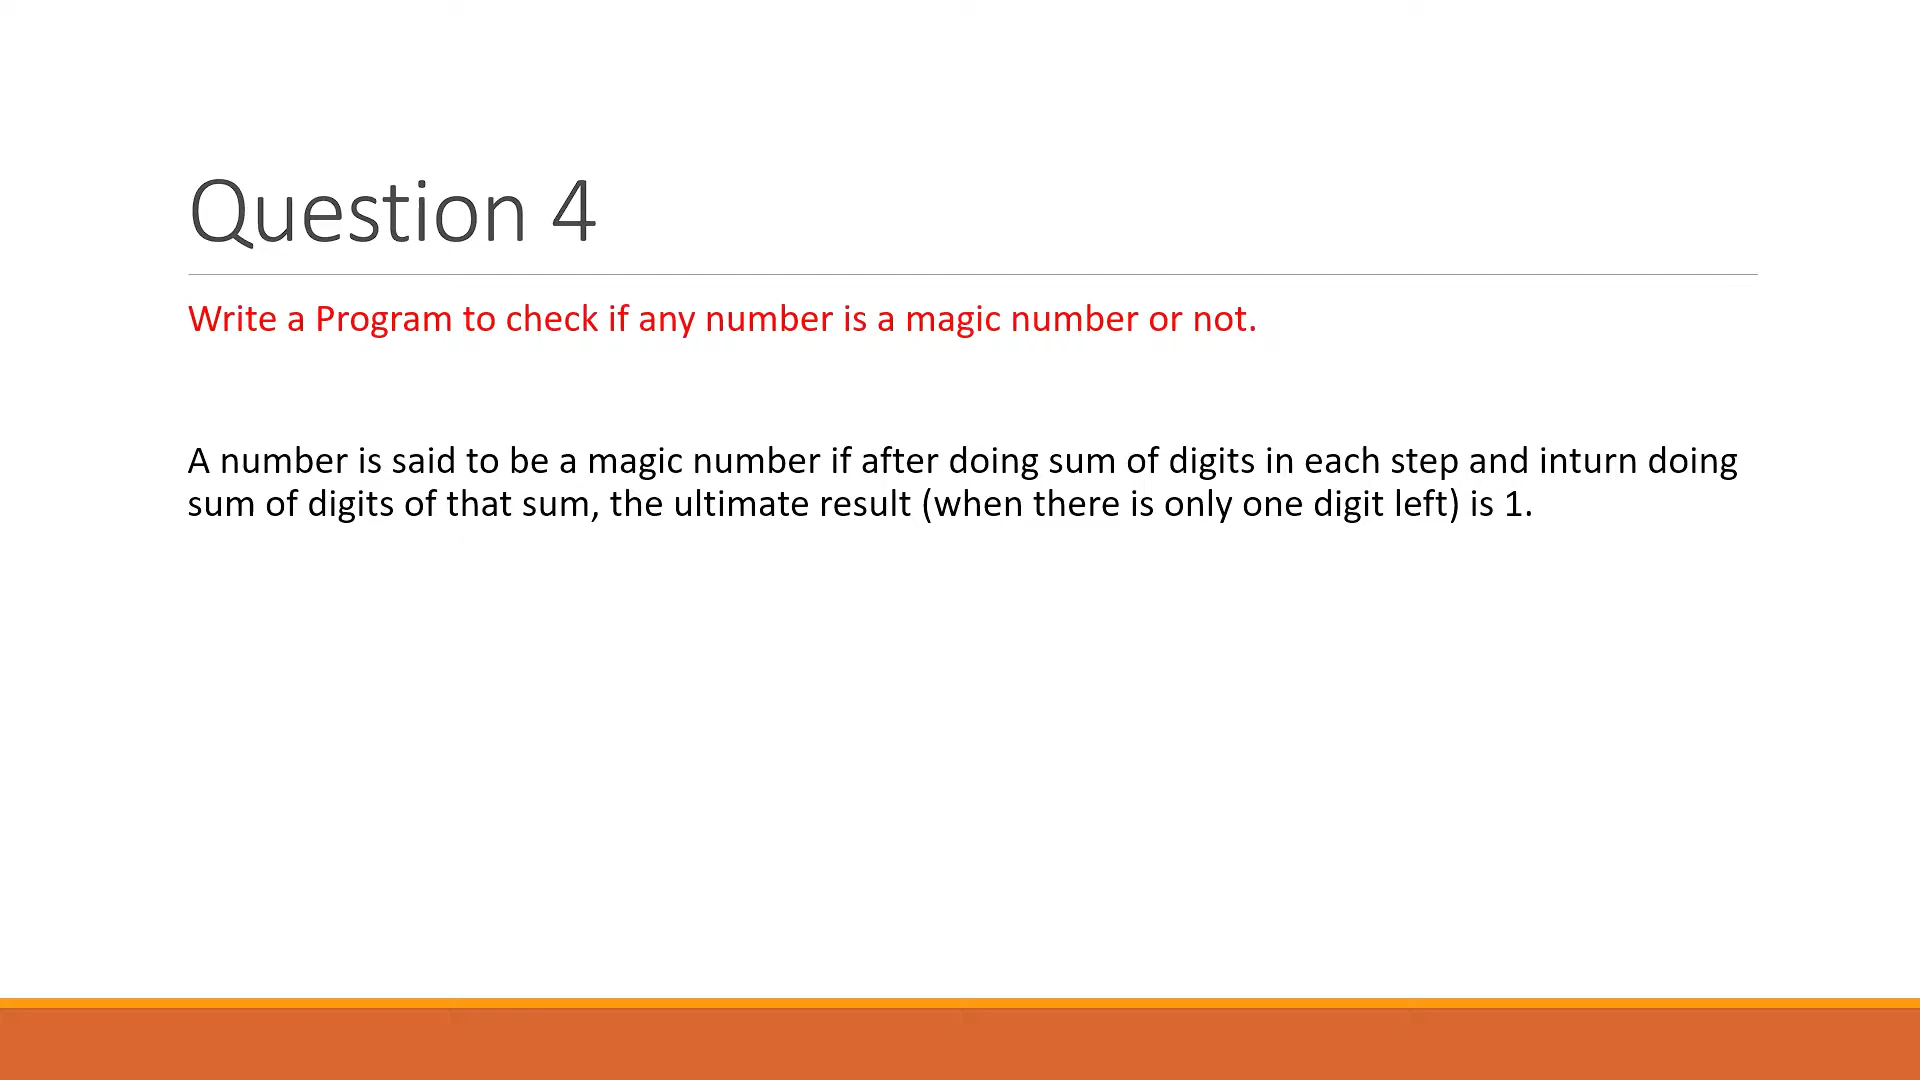 Question 4
Write a Program to check if any number is a magic number or not.
A number is said to be a magic number if after doing sum of digits in each step and inturn doing
sum of digits of that sum, the ultimate result (when there is only one digit left) is 1.